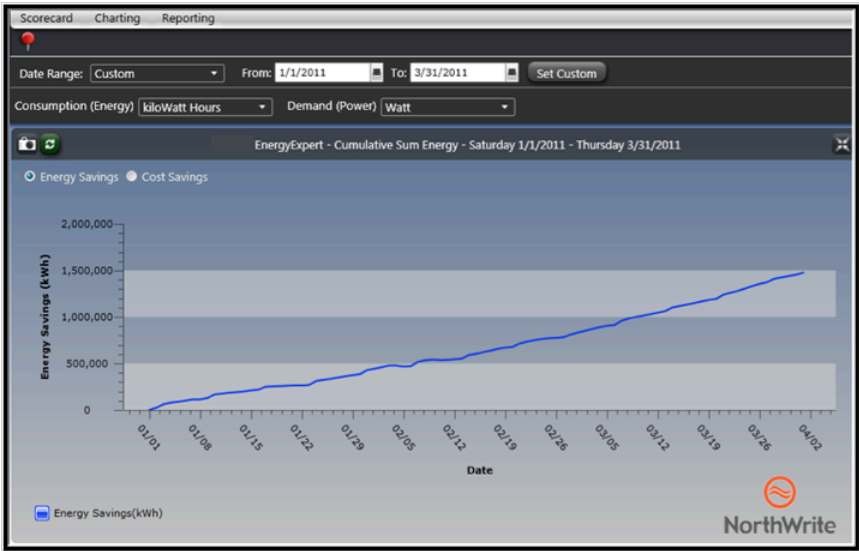 Scorecard Charting Reporting
Date Range: Custom From: 1/1/2011 To: 3/31/2011 Set Custom
Consumption (Energy) kiloWatt Hours Demand (Power) Watt
EnergyExpert - Cumulative Sum Energy - Saturday 1/1/2011 - Thursday 3/31/2011
Energy Savings Cost Savings
Energy Savings (kWh)
2,000,000
1,500,000
1,000,000
500,000
0
01/01 01/08 01/15 01/22 01/29 02/05 02/12 02/19 02/26 03/05 03/12 03/19 03/26 04/02
Date
Energy Savings(kWh)
NorthWrite